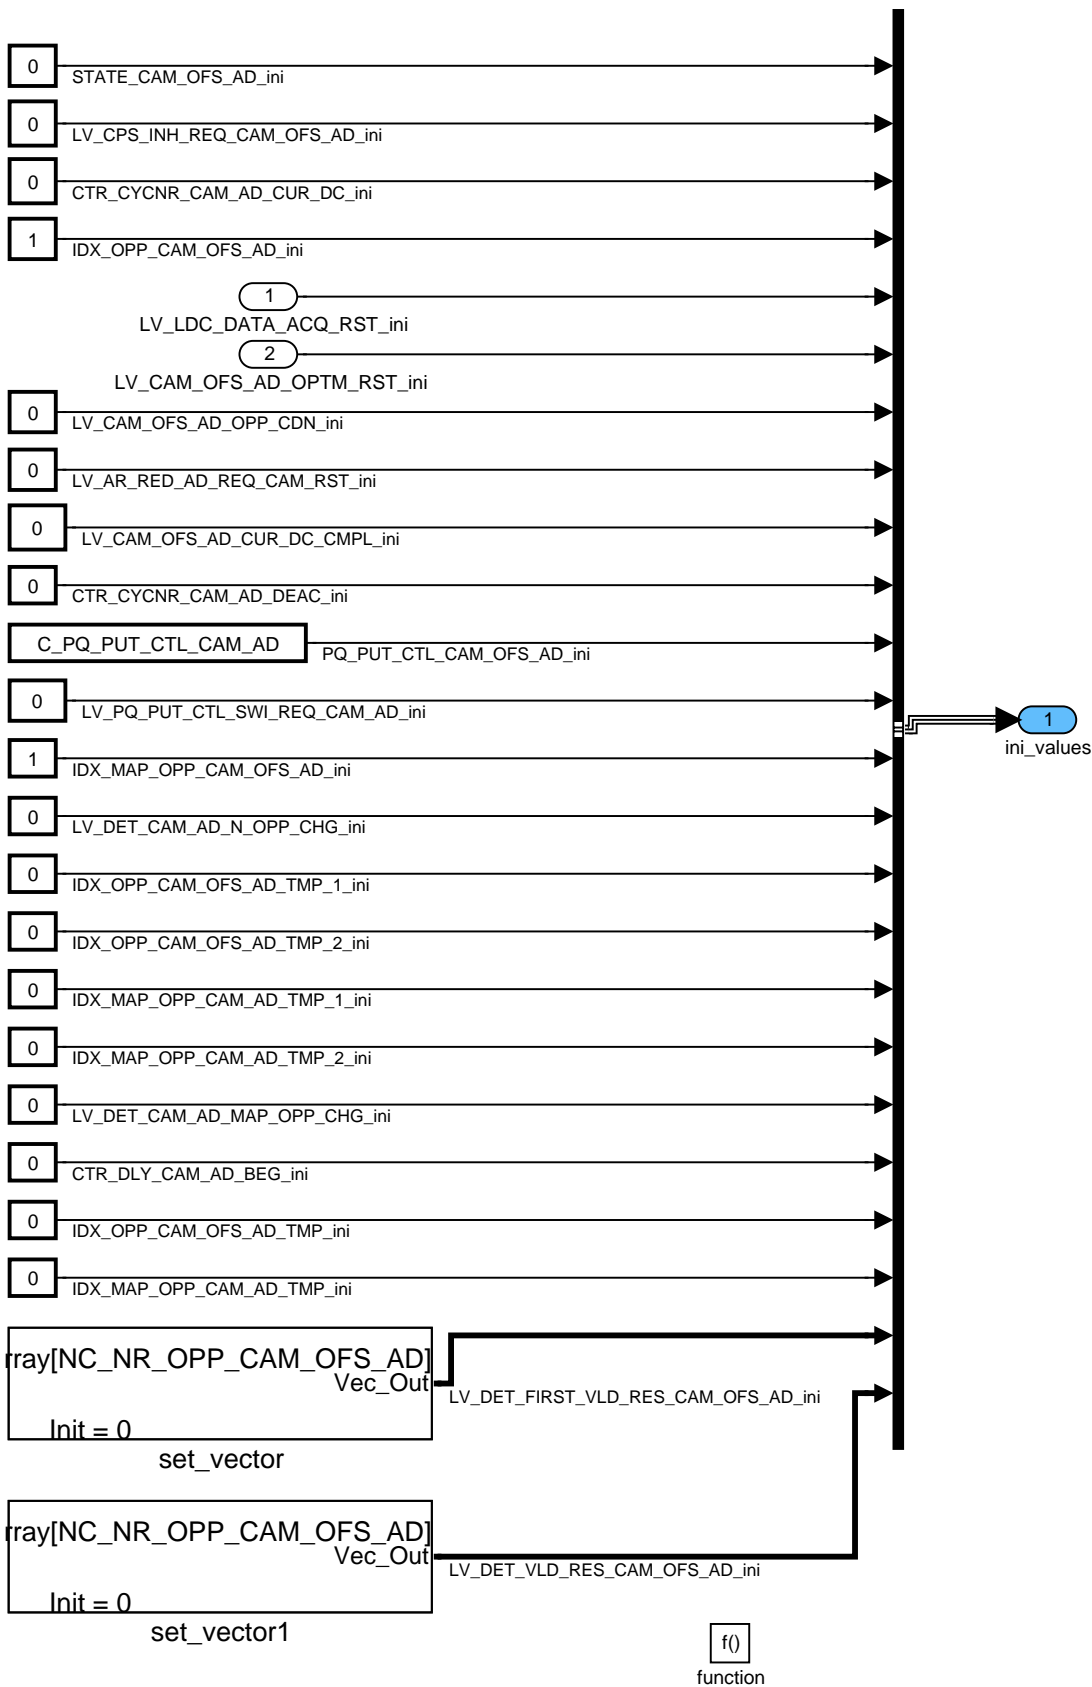 0
STATE_CAM_OFS_AD_ini
0
LV_CPS_INH_REQ_CAM_OFS_AD_ini
0
CTR_CYCNR_CAM_AD_CUR_DC_ini
1
IDX_OPP_CAM_OFS_AD_ini
1
LV_LDC_DATA_ACQ_RST_ini
2
LV_CAM_OFS_AD_OPTM_RST_ini
0
LV_CAM_OFS_AD_OPP_CDN_ini
0
LV_AR_RED_AD_REQ_CAM_RST_ini
0
LV_CAM_OFS_AD_CUR_DC_CMPL_ini
0
CTR_CYCNR_CAM_AD_DEAC_ini
C_PQ_PUT_CTL_CAM_AD
PQ_PUT_CTL_CAM_OFS_AD_ini
0
LV_PQ_PUT_CTL_SWI_REQ_CAM_AD_ini
1
ini_values
1
IDX_MAP_OPP_CAM_OFS_AD_ini
0
LV_DET_CAM_AD_N_OPP_CHG_ini
0
IDX_OPP_CAM_OFS_AD_TMP_1_ini
0
IDX_OPP_CAM_OFS_AD_TMP_2_ini
0
IDX_MAP_OPP_CAM_AD_TMP_1_ini
0
IDX_MAP_OPP_CAM_AD_TMP_2_ini
0
LV_DET_CAM_AD_MAP_OPP_CHG_ini
0
CTR_DLY_CAM_AD_BEG_ini
0
IDX_OPP_CAM_OFS_AD_TMP_ini
0
IDX_MAP_OPP_CAM_AD_TMP_ini
rray[NC_NR_OPP_CAM_OFS_AD]
Vec_Out
LV_DET_FIRST_VLD_RES_CAM_OFS_AD_ini
Init = 0
set_vector
rray[NC_NR_OPP_CAM_OFS_AD]
Vec_Out
LV_DET_VLD_RES_CAM_OFS_AD_ini
Init = 0
set_vector1
f()
function